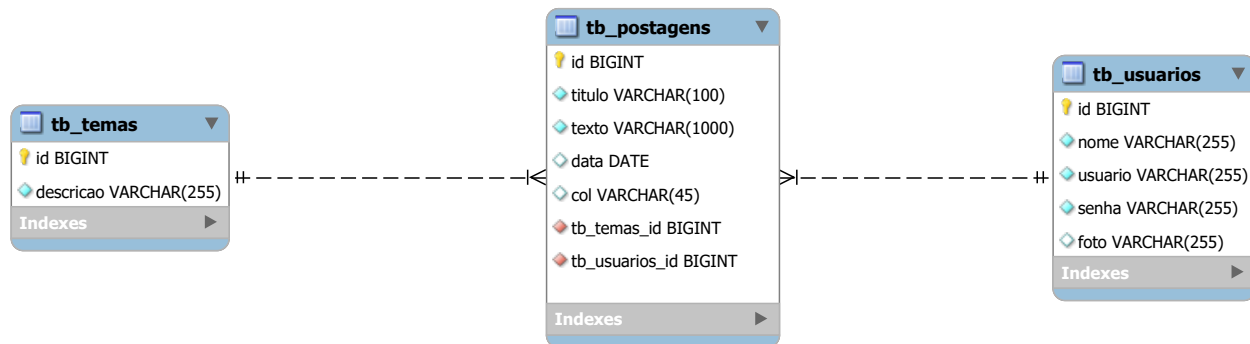 tb_temas
id BIGINT
descricao VARCHAR(255)
Indexes
tb_postagens
id BIGINT
titulo VARCHAR(100)
texto VARCHAR(1000)
data DATE
col VARCHAR(45)
tb_temas_id BIGINT
tb_usuarios_id BIGINT
Indexes
tb_usuarios
id BIGINT
nome VARCHAR(255)
usuario VARCHAR(255)
senha VARCHAR(255)
foto VARCHAR(255)
Indexes